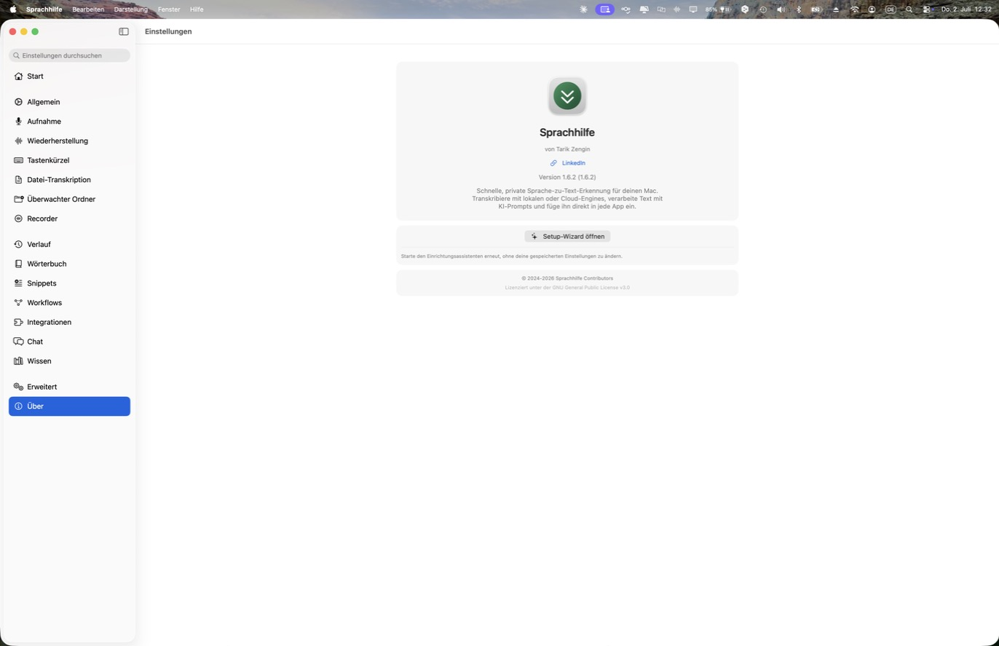 Sprachhilfe Bearbeiten Darstellung Fenster Hilfe 85% DE Do. 2. Juli 12:32
Einstellungen
Einstellungen durchsuchen
Start
Allgemein
Aufnahme
Wiederherstellung
Tastenkürzel
Datei-Transkription
Überwachter Ordner
Recorder
Verlauf
Wörterbuch
Snippets
Workflows
Integrationen
Chat
Wissen
Erweitert
Über
Sprachhilfe
von Tarik Zengin
LinkedIn
Version 1.6.2 (1.6.2)
Schnelle, private Sprache-zu-Text-Erkennung für deinen Mac.
Transkribiere mit lokalen oder Cloud-Engines, verarbeite Text mit
KI-Prompts und füge ihn direkt in jede App ein.
Setup-Wizard öffnen
Starte den Einrichtungsassistenten erneut, ohne deine gespeicherten Einstellungen zu ändern.
© 2024-2026 Sprachhilfe Contributors
Lizenziert unter der GNU General Public License v3.0